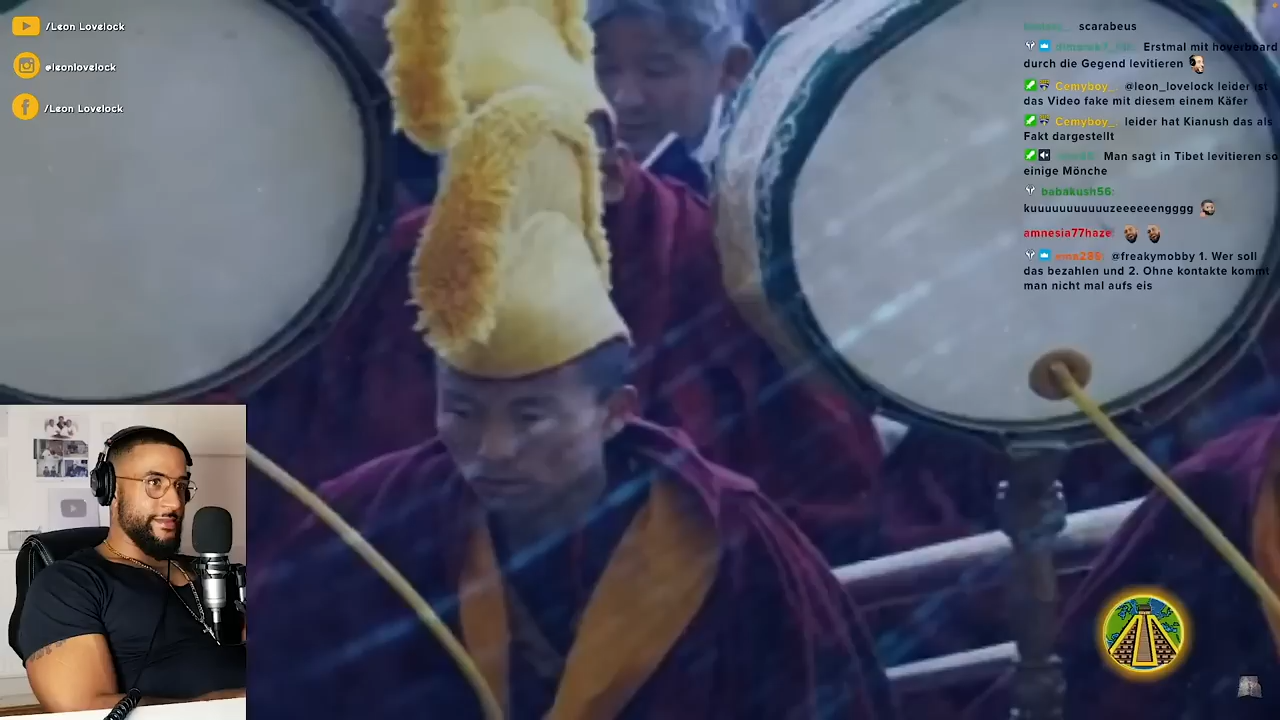 /Leon Lovelock
@leonlovelock
/Leon Lovelock
scarabeus
Erstmal mit hoverboard
durch die Gegend levitieren
Cemyboy_: @leon_lovelock leider ist
das Video fake mit diesem einem Käfer
Cemyboy_: leider hat Kianush das als
Fakt dargestellt
Man sagt in Tibet levitieren so
einige Mönche
babakush56:
kuuuuuuuuuuzeeeeeengggg
amnesia77haze:
@freakymobby 1. Wer soll
das bezahlen und 2. Ohne kontakte kommt
man nicht mal aufs eis